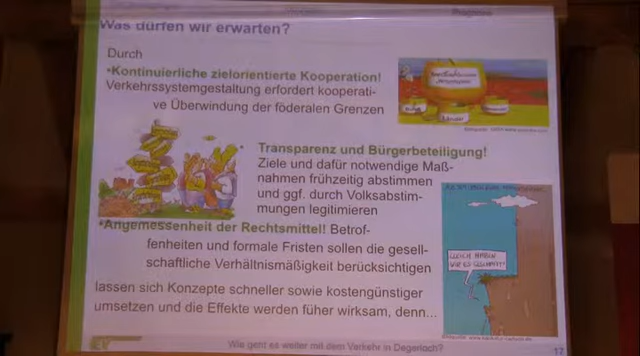 Was dürfen wir erwarten?
Durch
•Kontinuierliche zielorientierte Kooperation!
Verkehrssystemgestaltung erfordert kooperati-
ve Überwindung der föderalen Grenzen
Transparenz und Bürgerbeteiligung!
Ziele und dafür notwendige Maß-
nahmen frühzeitig abstimmen
und ggf. durch Volksabstim-
mungen legitimieren
•Angemessenheit der Rechtsmittel! Betrof-
fenheiten und formale Fristen sollen die gesell-
schaftliche Verhältnismäßigkeit berücksichtigen
GLEICH HABEN
WIR ES GESCHAFFT!
lassen sich Konzepte schneller sowie kostengünstiger
umsetzen und die Effekte werden füher wirksam, denn...
Wie geht es weiter mit dem Verkehr in Degerloch?